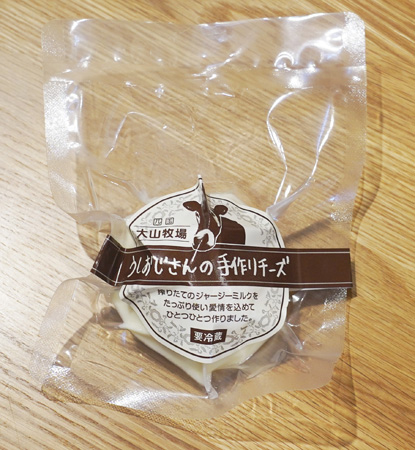 大山牧場
うしおじさんの手作りチーズ
搾りたてのジャージーミルクを
たっぷり使い愛情を込めて
ひとつひとつ作りました。
要冷蔵